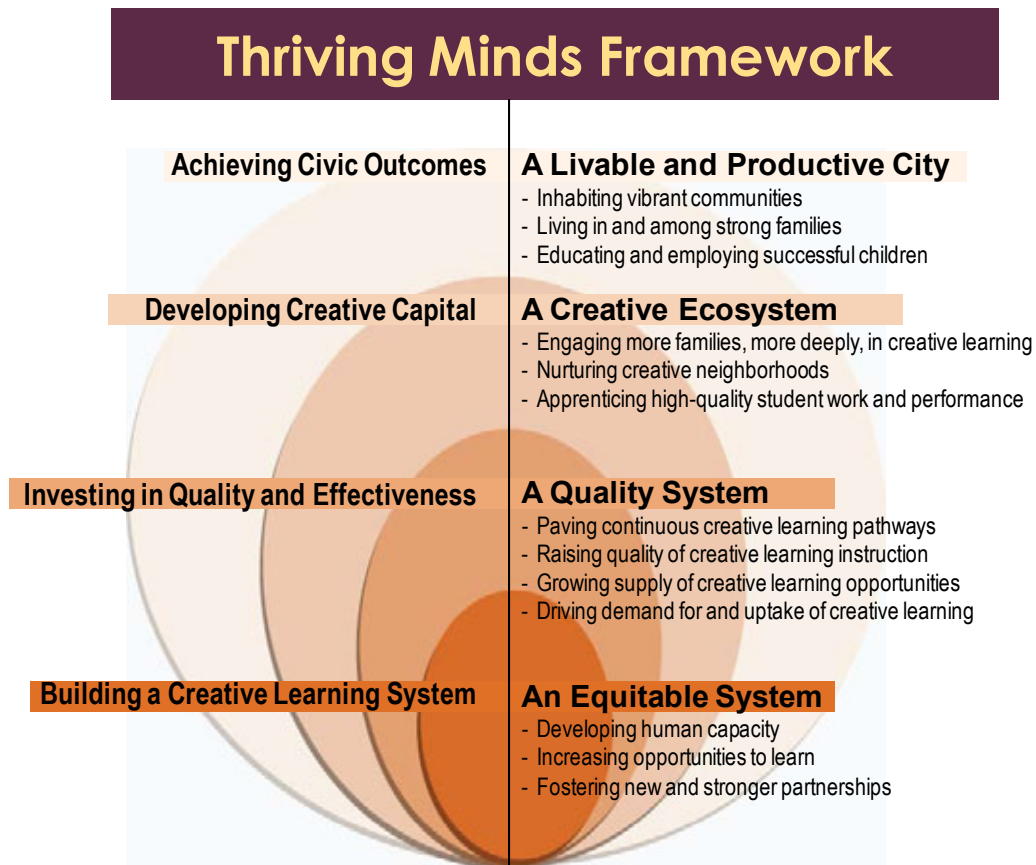 Thriving Minds Framework
Achieving Civic Outcomes
A Livable and Productive City
- Inhabiting vibrant communities
- Living in and among strong families
- Educating and employing successful children
Developing Creative Capital
A Creative Ecosystem
- Engaging more families, more deeply, in creative learning
- Nurturing creative neighborhoods
- Apprenticing high-quality student work and performance
Investing in Quality and Effectiveness
A Quality System
- Paving continuous creative learning pathways
- Raising quality of creative learning instruction
- Growing supply of creative learning opportunities
- Driving demand for and uptake of creative learning
Building a Creative Learning System
An Equitable System
- Developing human capacity
- Increasing opportunities to learn
- Fostering new and stronger partnerships